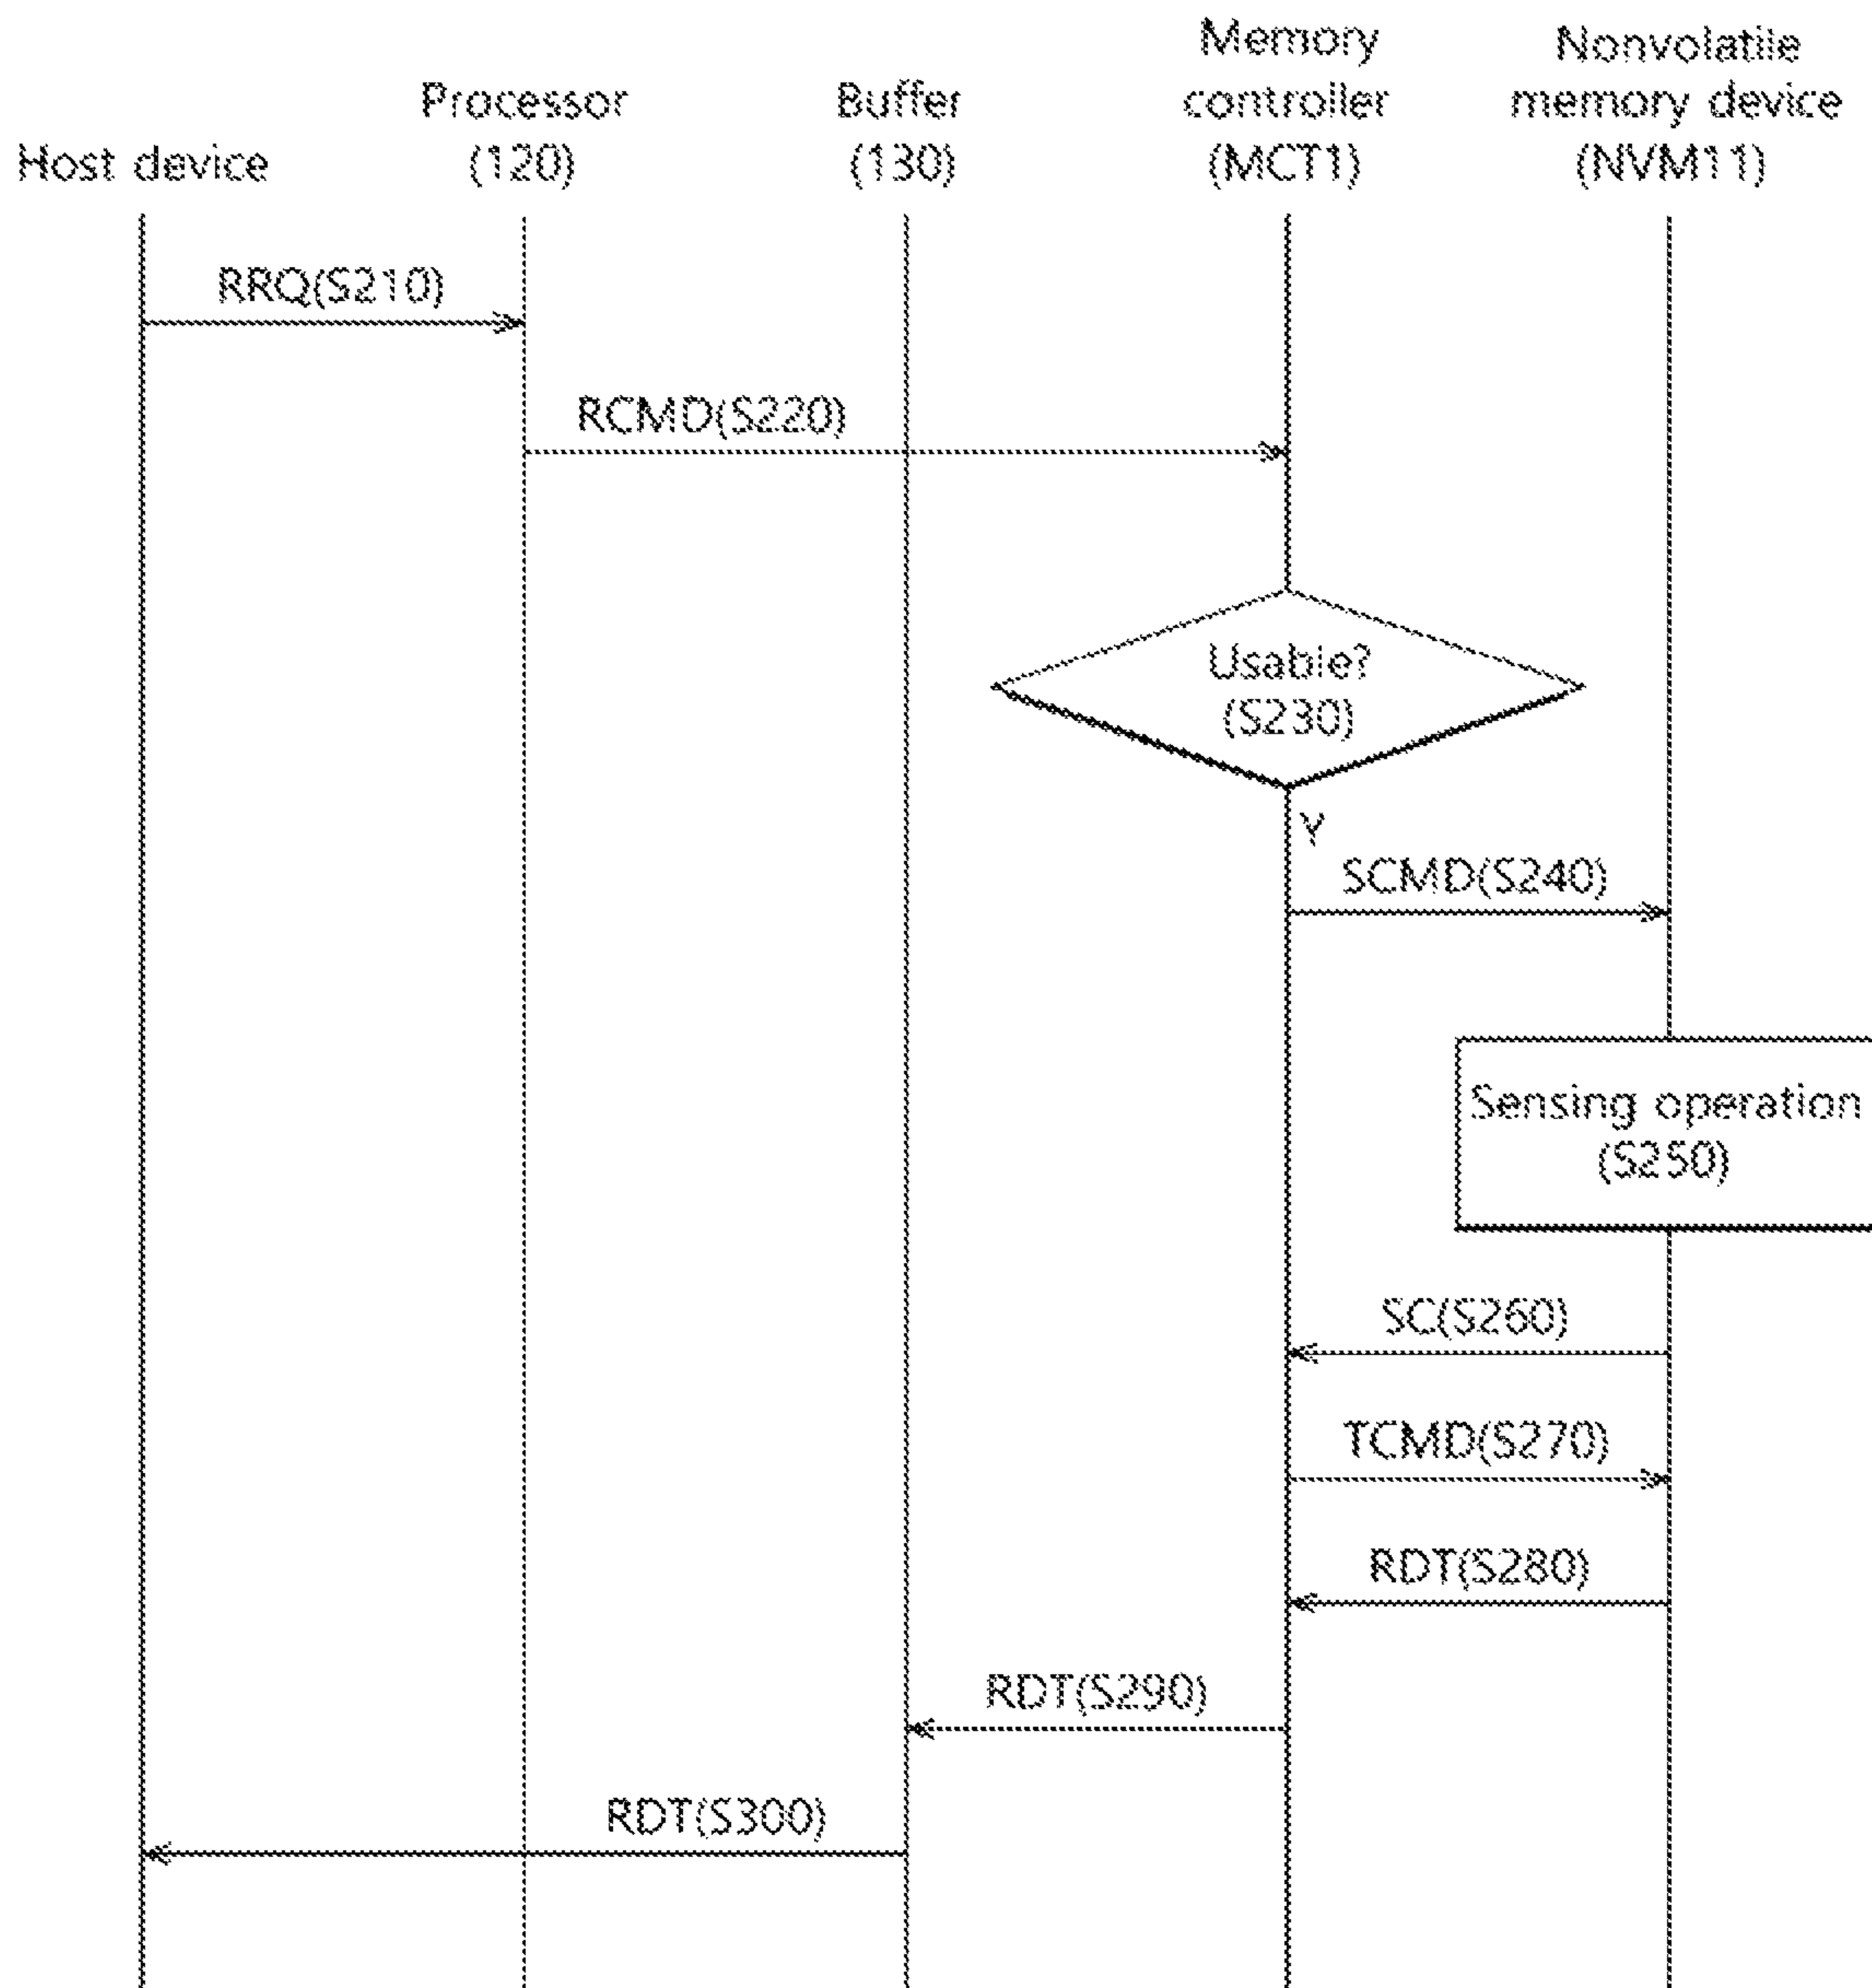 Host device
Processor
(120)
Buffer
(130)
Memory
controller
(MCT1)
Nonvolatile
memory device
(NVM11)
RRQ(S210)
RCMD(S220)
Usable?
(S230)
Y
SCMD(S240)
Sensing operation
(S250)
SC(S260)
TCMD(S270)
RDT(S280)
RDT(S290)
RDT(S300)